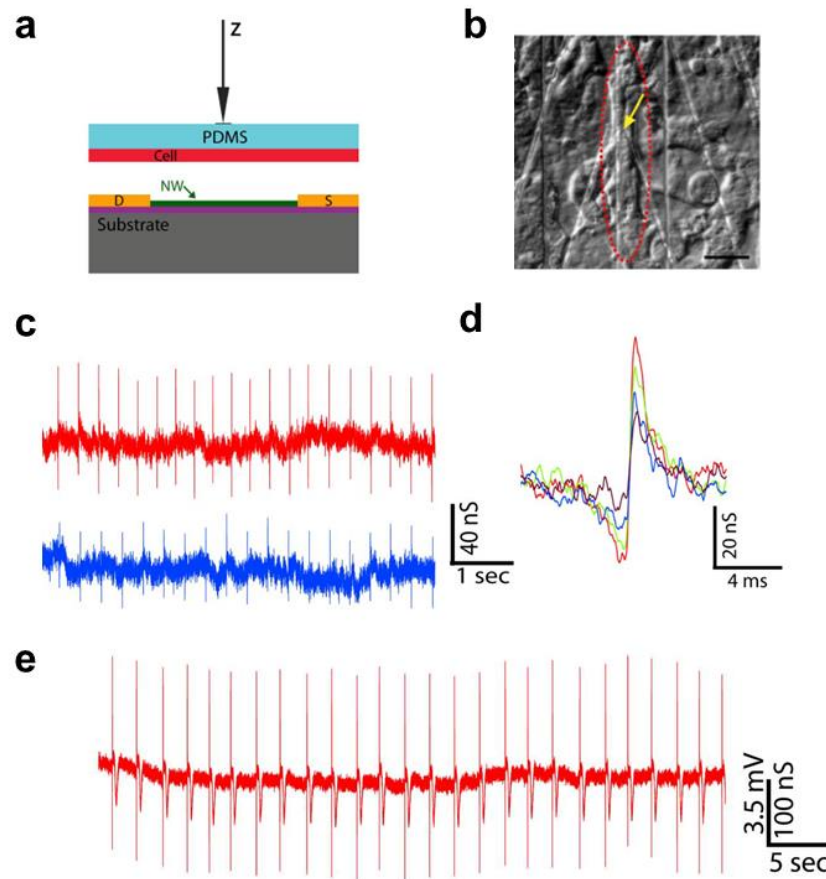 a
z
PDMS
Cell
NW
D
S
Substrate
b
c
40 nS
1 sec
d
20 nS
4 ms
e
3.5 mV
100 nS
5 sec